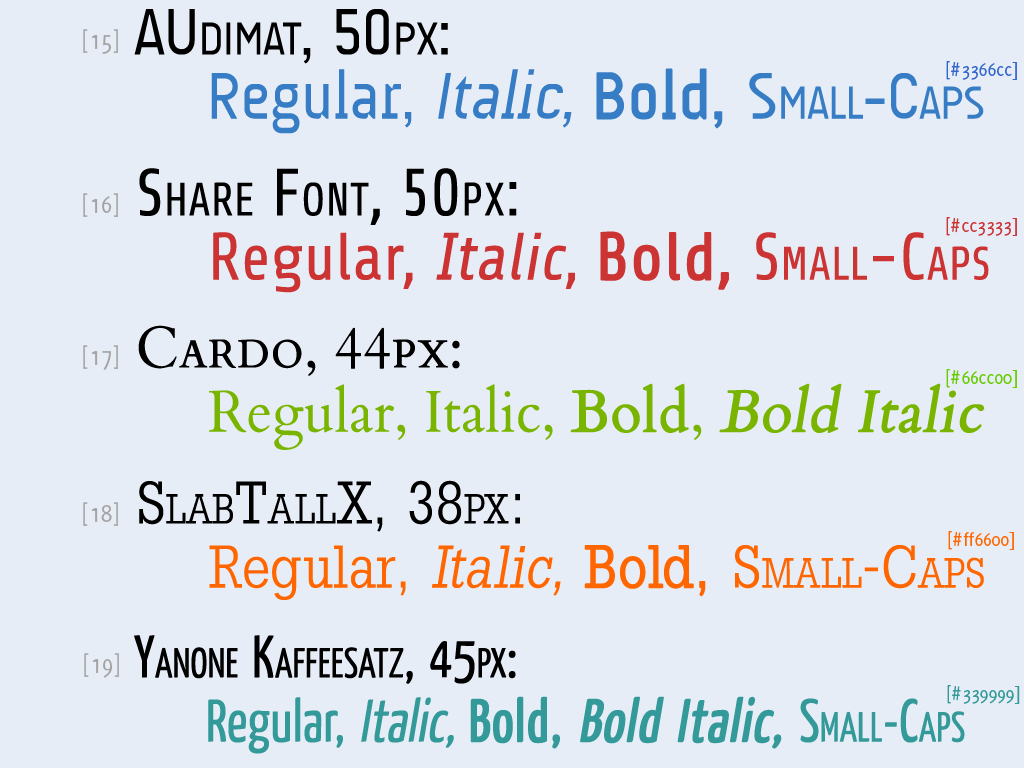 [15] AUdimat, 50px:
[#3366cc]
Regular, Italic, Bold, Small-Caps
[16] Share Font, 50px:
[#cc3333]
Regular, Italic, Bold, Small-Caps
[17] Cardo, 44px:
[#66cc00]
Regular, Italic, Bold, Bold Italic
[18] SlabTallX, 38px:
[#ff6600]
Regular, Italic, Bold, Small-Caps
[19] Yanone Kaffeesatz, 45px:
[#339999]
Regular, Italic, Bold, Bold Italic, Small-Caps